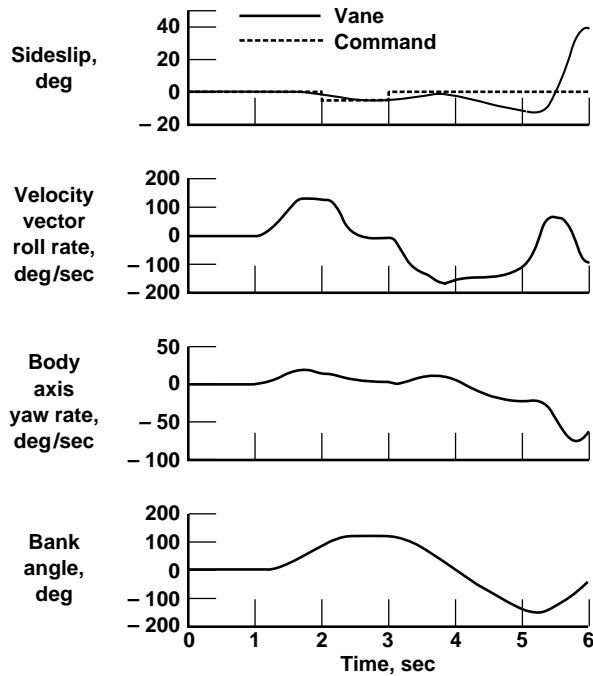 Vane
Command
Sideslip,
deg
40
20
0
– 20
Velocity
vector
roll rate,
deg/sec
200
100
0
– 100
– 200
Body
axis
yaw rate,
deg/sec
50
0
– 50
– 100
Bank
angle,
deg
200
100
0
– 100
– 200
0 1 2 3 4 5 6
Time, sec